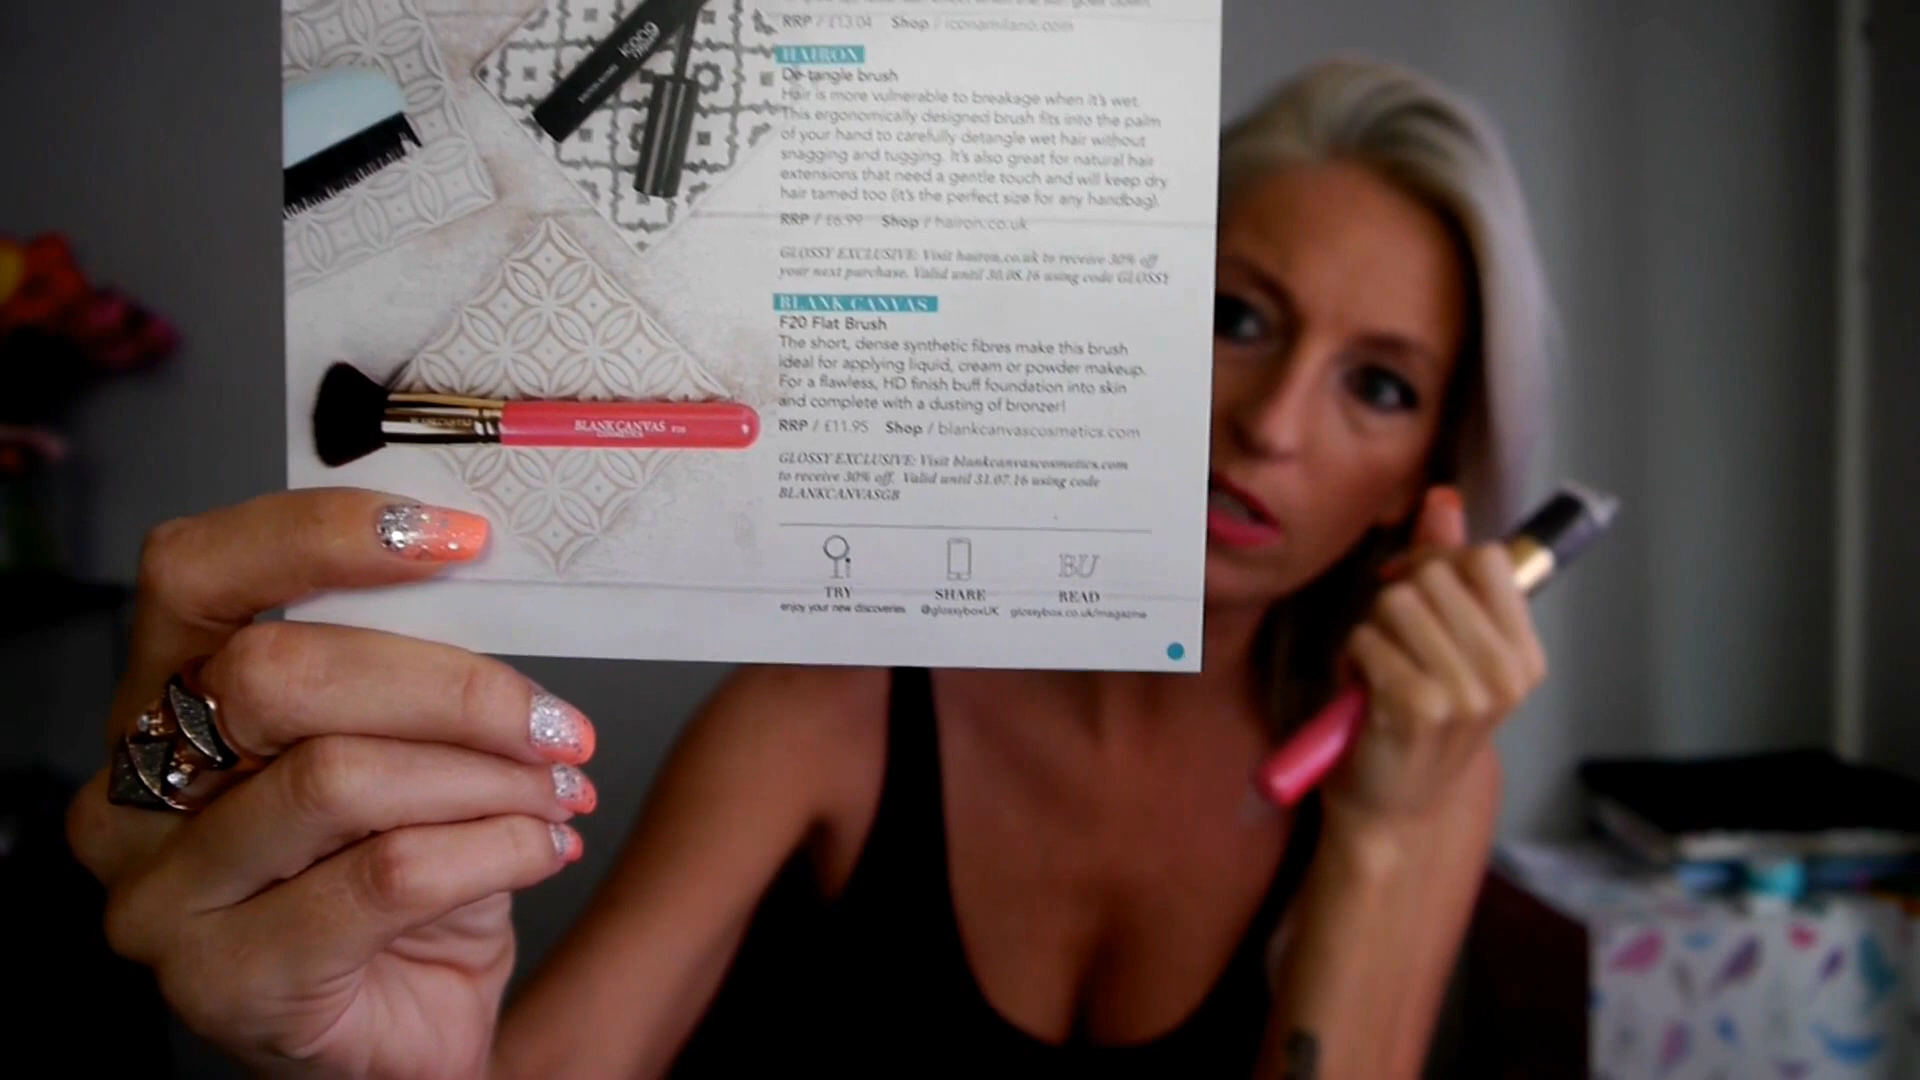 RRP / £13.04 Shop / iconamilano.com
HAIRON
De-tangle brush
Hair is more vulnerable to breakage when it's wet.
This ergonomically designed brush fits into the palm
of your hand to carefully detangle wet hair without
snagging and tugging. It's also great for natural hair
extensions that need a gentle touch and will keep dry
hair tamed too (it's the perfect size for any handbag).
RRP / £6.99 Shop / hairon.co.uk
GLOSSY EXCLUSIVE: Visit hairon.co.uk to receive 30% off
your next purchase. Valid until 30.08.16 using code GLOSSY
BLANK CANVAS
F20 Flat Brush
The short, dense synthetic fibres make this brush
ideal for applying liquid, cream or powder makeup.
For a flawless, HD finish buff foundation into skin
and complete with a dusting of bronzer!
RRP / £11.95 Shop / blankcanvascosmetics.com
GLOSSY EXCLUSIVE: Visit blankcanvascosmetics.com
to receive 30% off. Valid until 31.07.16 using code
BLANKCANVASGB
BLANK CANVAS F20
COSMETICS
TRY SHARE READ
enjoy your new discoveries @glossyboxUK glossybox.co.uk/magazine
BU